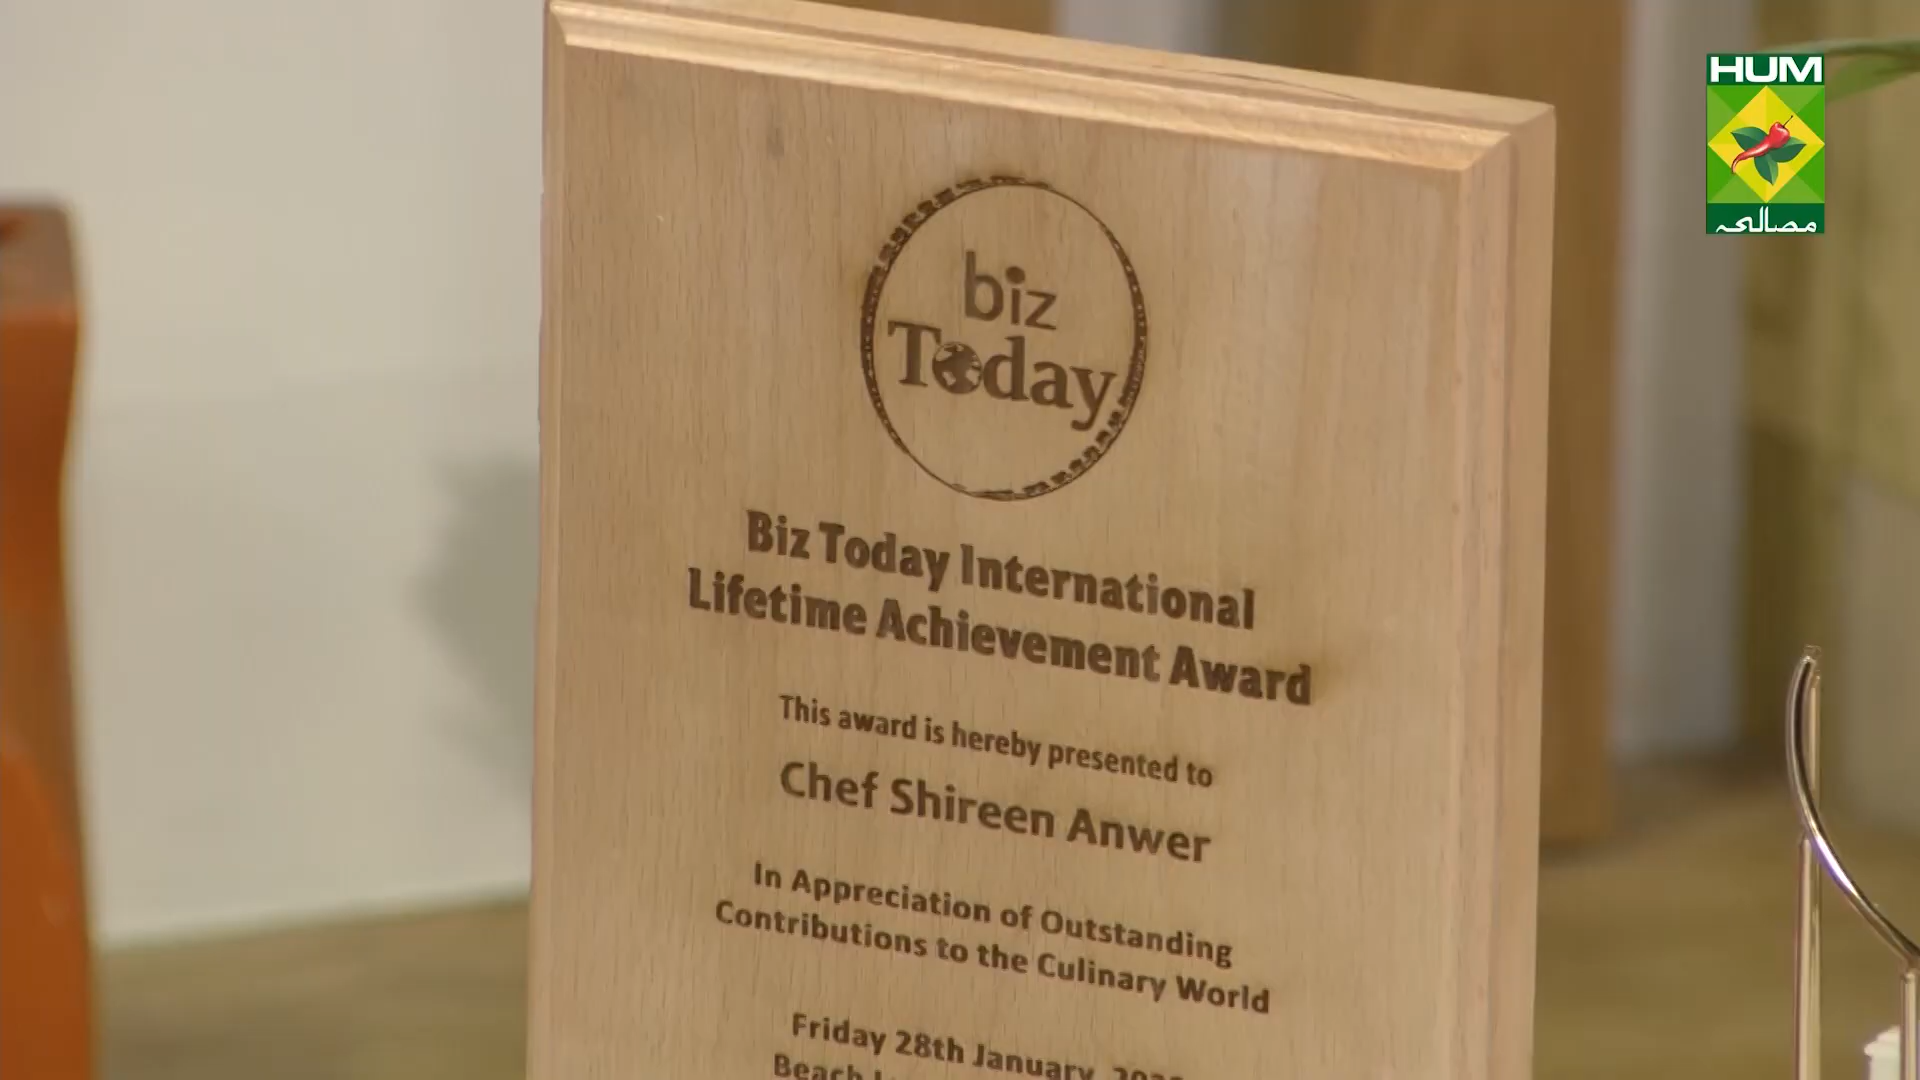 HUM
مصالحہ
biz
Today
Biz Today International
Lifetime Achievement Award
This award is hereby presented to
Chef Shireen Anwer
In Appreciation of Outstanding
Contributions to the Culinary World
Friday 28th January,
Beach